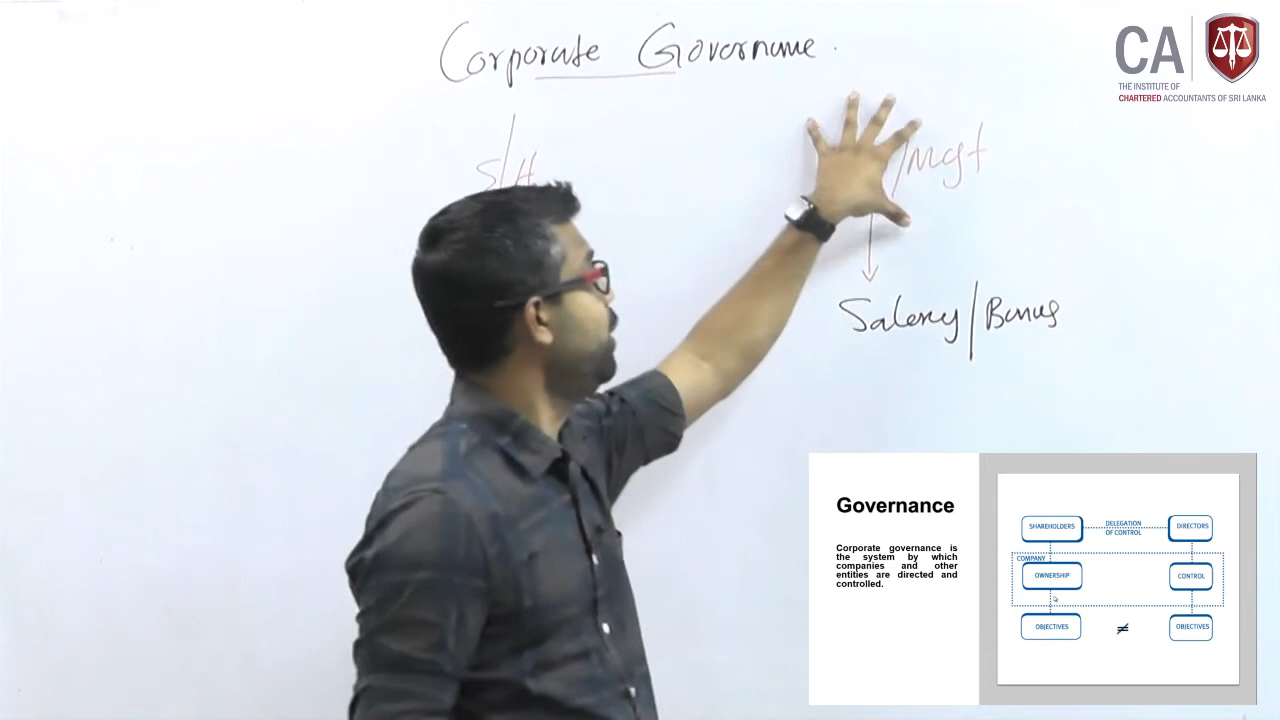 Corporate Governance
CA
THE INSTITUTE OF
CHARTERED ACCOUNTANTS OF SRI LANKA
S/H
/Mgt
Salery/Bonus
Governance
Corporate governance is
the system by which
companies and other
entities are directed and
controlled.
SHAREHOLDERS
DELEGATION
OF CONTROL
DIRECTORS
COMPANY
OWNERSHIP
CONTROL
OBJECTIVES
≠
OBJECTIVES